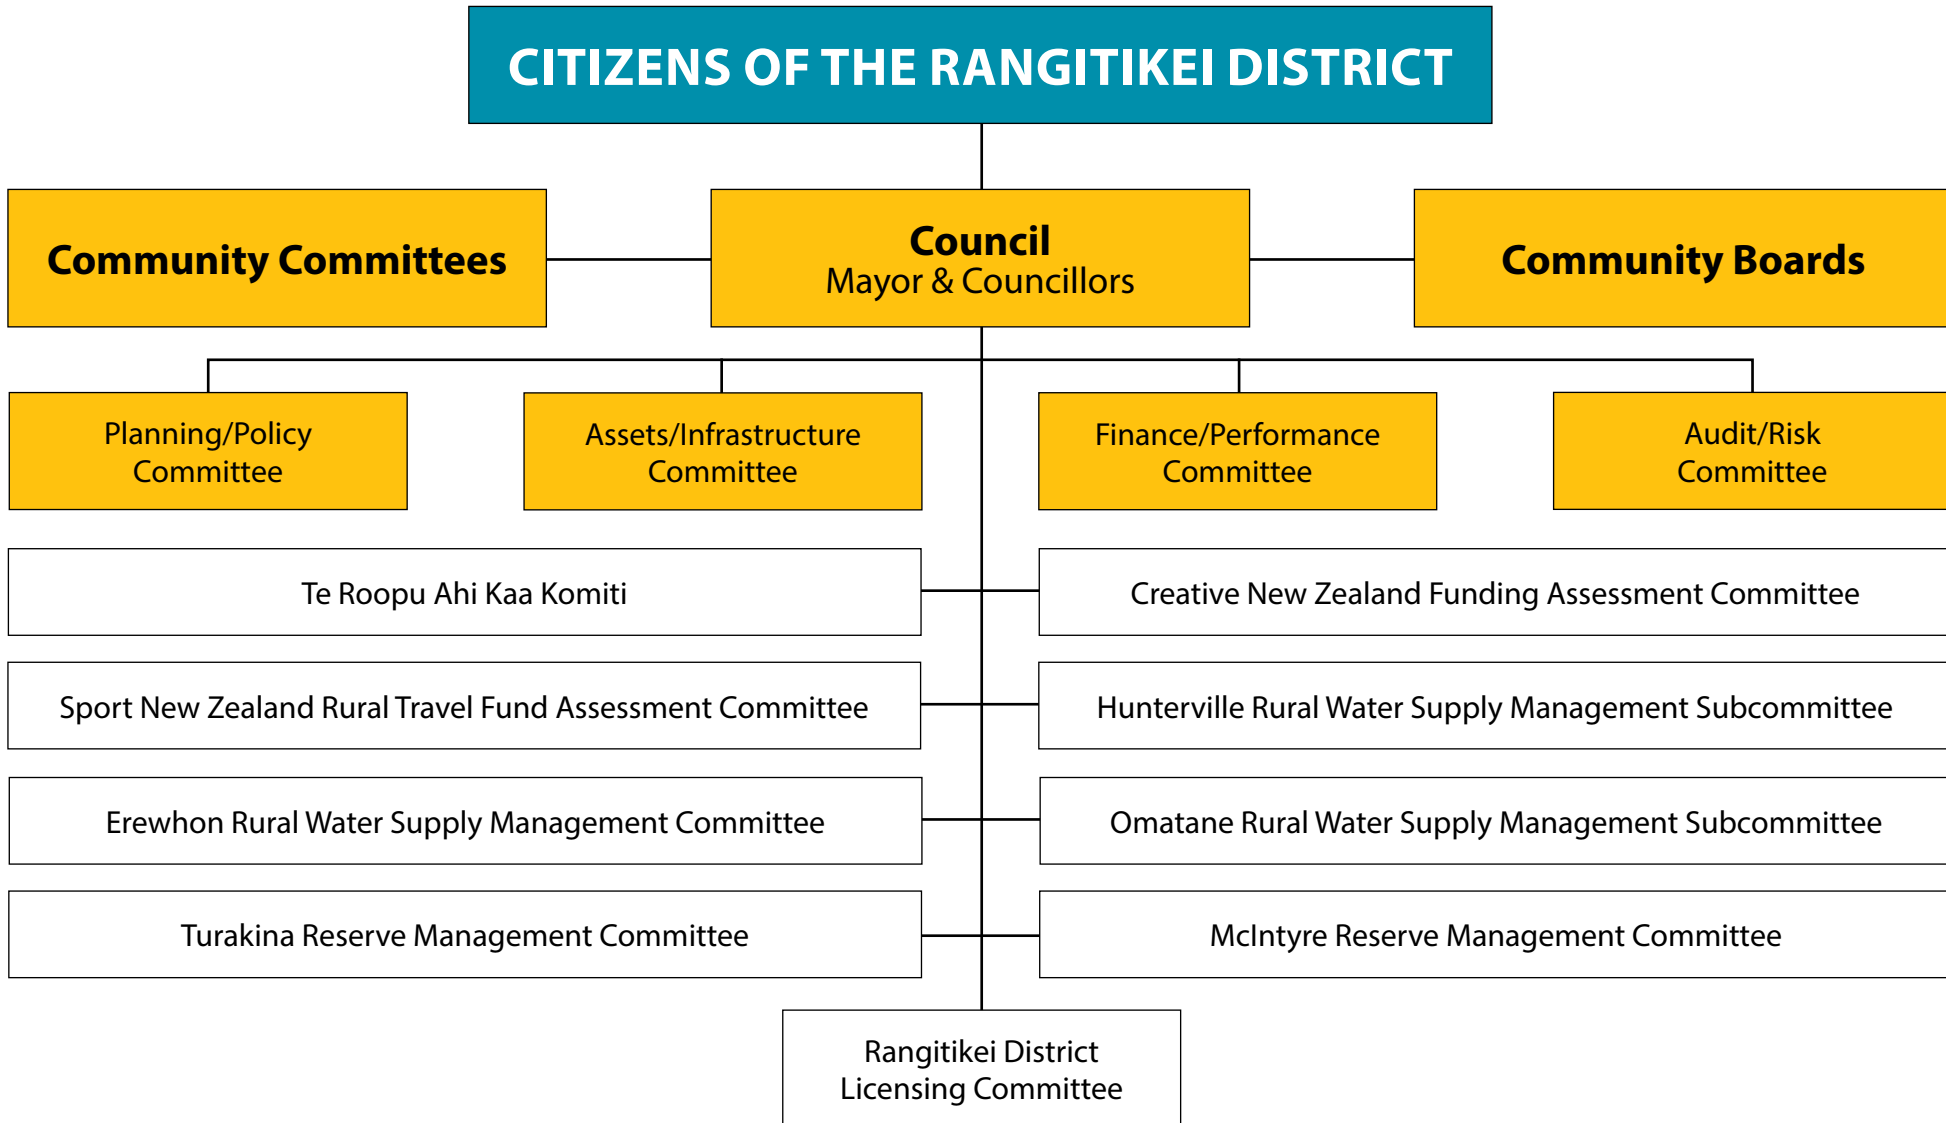 CITIZENS OF THE RANGITIKEI DISTRICT
Community Committees
Council
Mayor & Councillors
Community Boards
Planning/Policy
Committee
Assets/Infrastructure
Committee
Finance/Performance
Committee
Audit/Risk
Committee
Te Roopu Ahi Kaa Komiti
Creative New Zealand Funding Assessment Committee
Sport New Zealand Rural Travel Fund Assessment Committee
Hunterville Rural Water Supply Management Subcommittee
Erewhon Rural Water Supply Management Committee
Omatane Rural Water Supply Management Subcommittee
Turakina Reserve Management Committee
McIntyre Reserve Management Committee
Rangitikei District
Licensing Committee